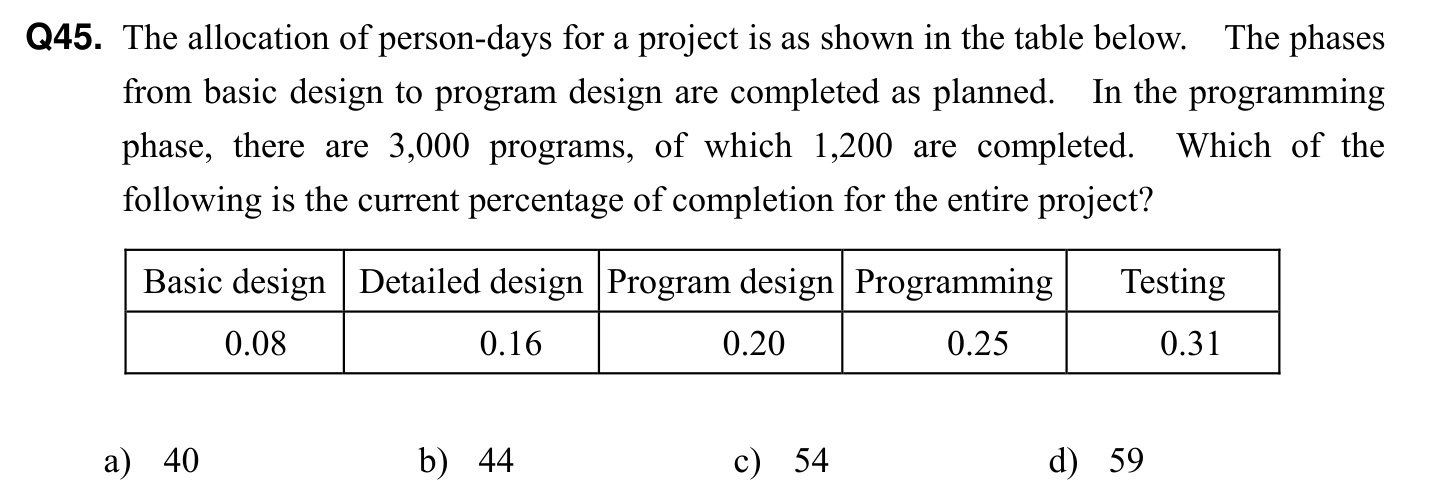 Q45. The allocation of person-days for a project is as shown in the table below. The phases
from basic design to program design are completed as planned. In the programming
phase, there are 3,000 programs, of which 1,200 are completed. Which of the
following is the current percentage of completion for the entire project?
Basic design Detailed design Program design Programming Testing
0.08 0.16 0.20 0.25 0.31
a) 40 b) 44 c) 54 d) 59